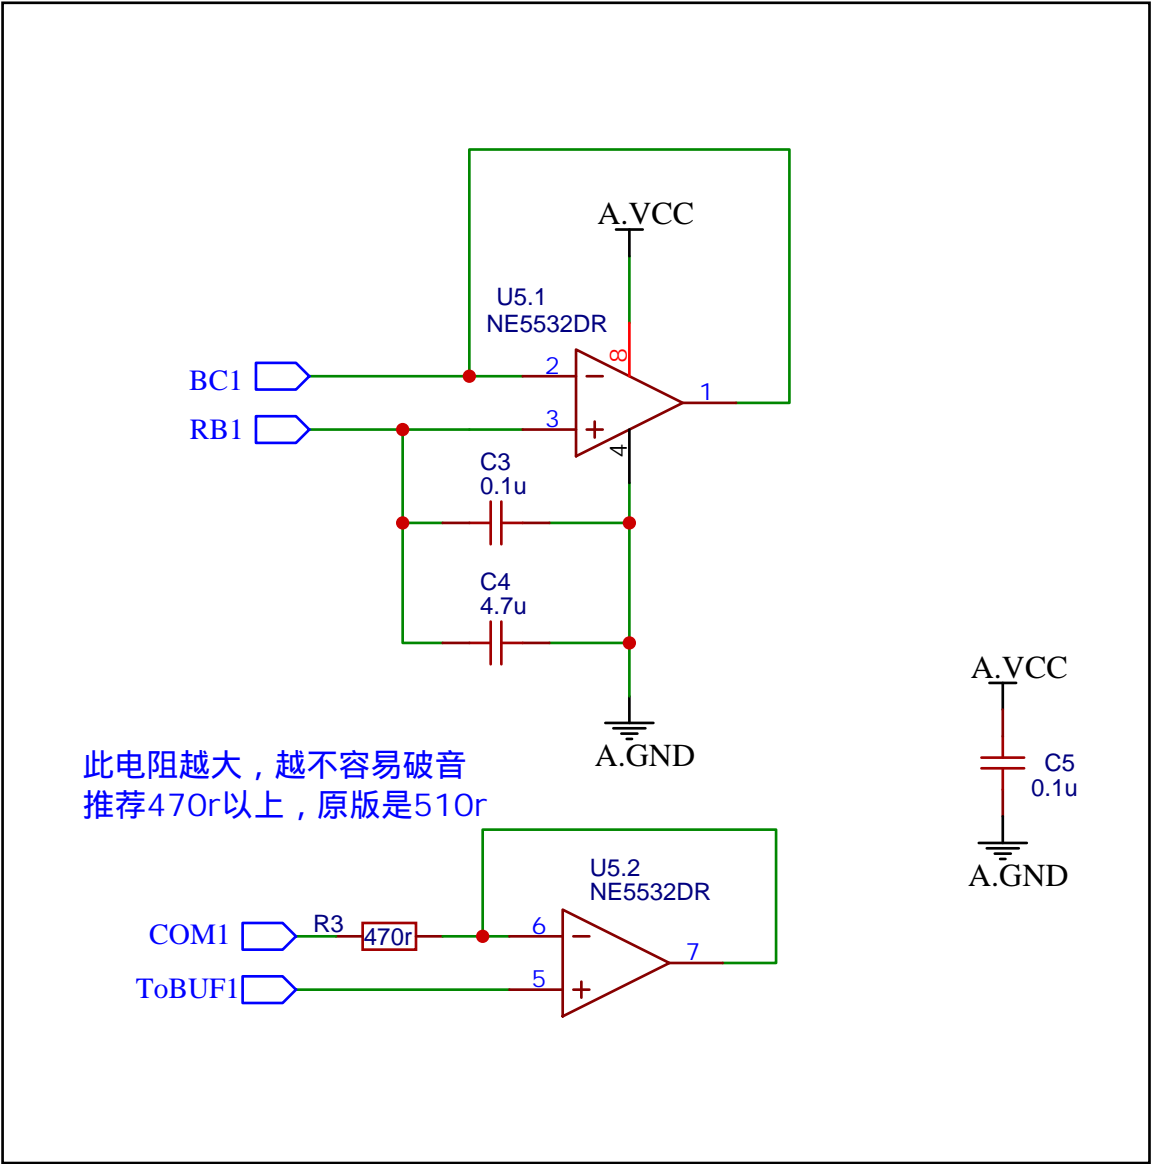 A.VCC
U5.1
NE5532DR
8
BC1
2
1
RB1
3
4
C3
0.1u
C4
4.7u
A.GND
A.VCC
C5
0.1u
A.GND
此电阻越大，越不容易破音
推荐470r以上，原版是510r
U5.2
NE5532DR
COM1
R3
470r
6
7
ToBUF1
5